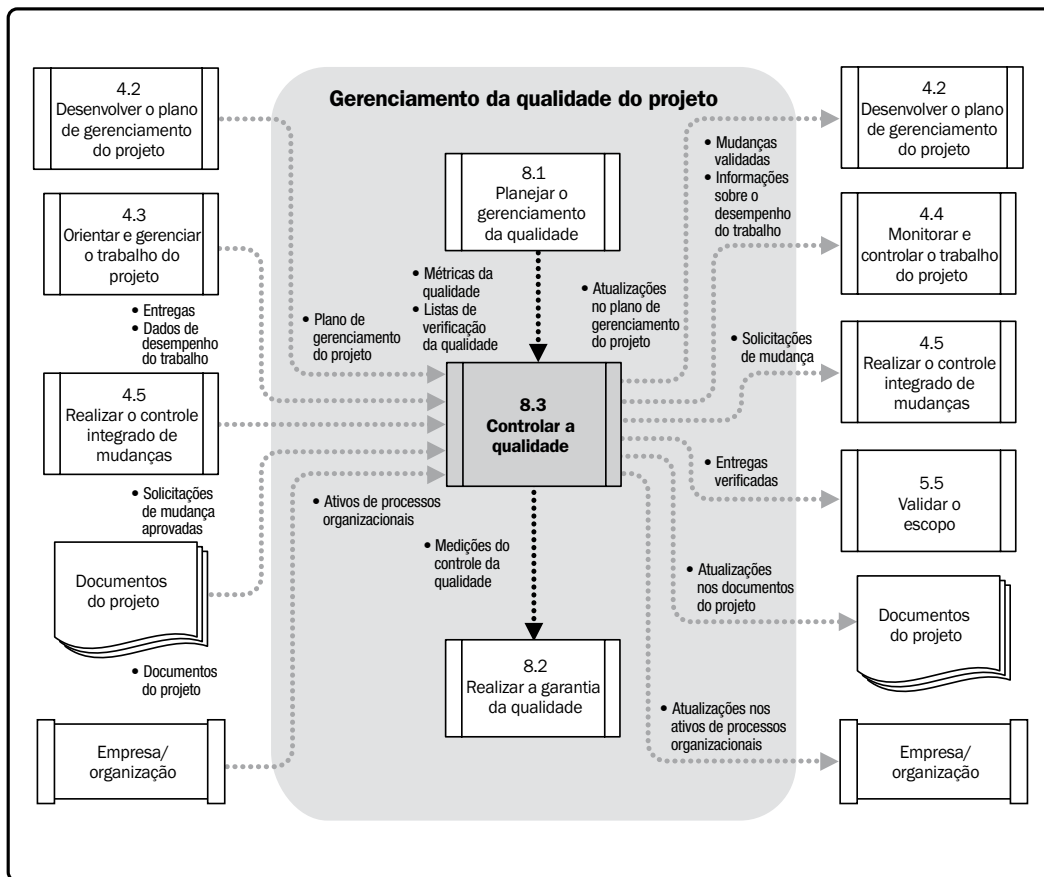 Gerenciamento da qualidade do projeto
4.2
Desenvolver o plano
de gerenciamento
do projeto
4.3
Orientar e gerenciar
o trabalho do
projeto
• Entregas
• Dados de
desempenho
do trabalho
4.5
Realizar o controle
integrado de
mudanças
• Solicitações
de mudança
aprovadas
Documentos
do projeto
• Documentos
do projeto
Empresa/
organização
• Plano de
gerenciamento
do projeto
• Ativos de processos
organizacionais
8.1
Planejar o
gerenciamento
da qualidade
• Métricas da
qualidade
• Listas de
verificação
da qualidade
8.3
Controlar a
qualidade
• Medições do
controle da
qualidade
8.2
Realizar a garantia
da qualidade
• Mudanças
validadas
• Informações
sobre o
desempenho
do trabalho
• Atualizações
no plano de
gerenciamento
do projeto
• Solicitações
de mudança
• Entregas
verificadas
• Atualizações
nos documentos
do projeto
• Atualizações nos
ativos de processos
organizacionais
4.2
Desenvolver o plano
de gerenciamento
do projeto
4.4
Monitorar e
controlar o trabalho
do projeto
4.5
Realizar o controle
integrado de
mudanças
5.5
Validar o
escopo
Documentos
do projeto
Empresa/
organização